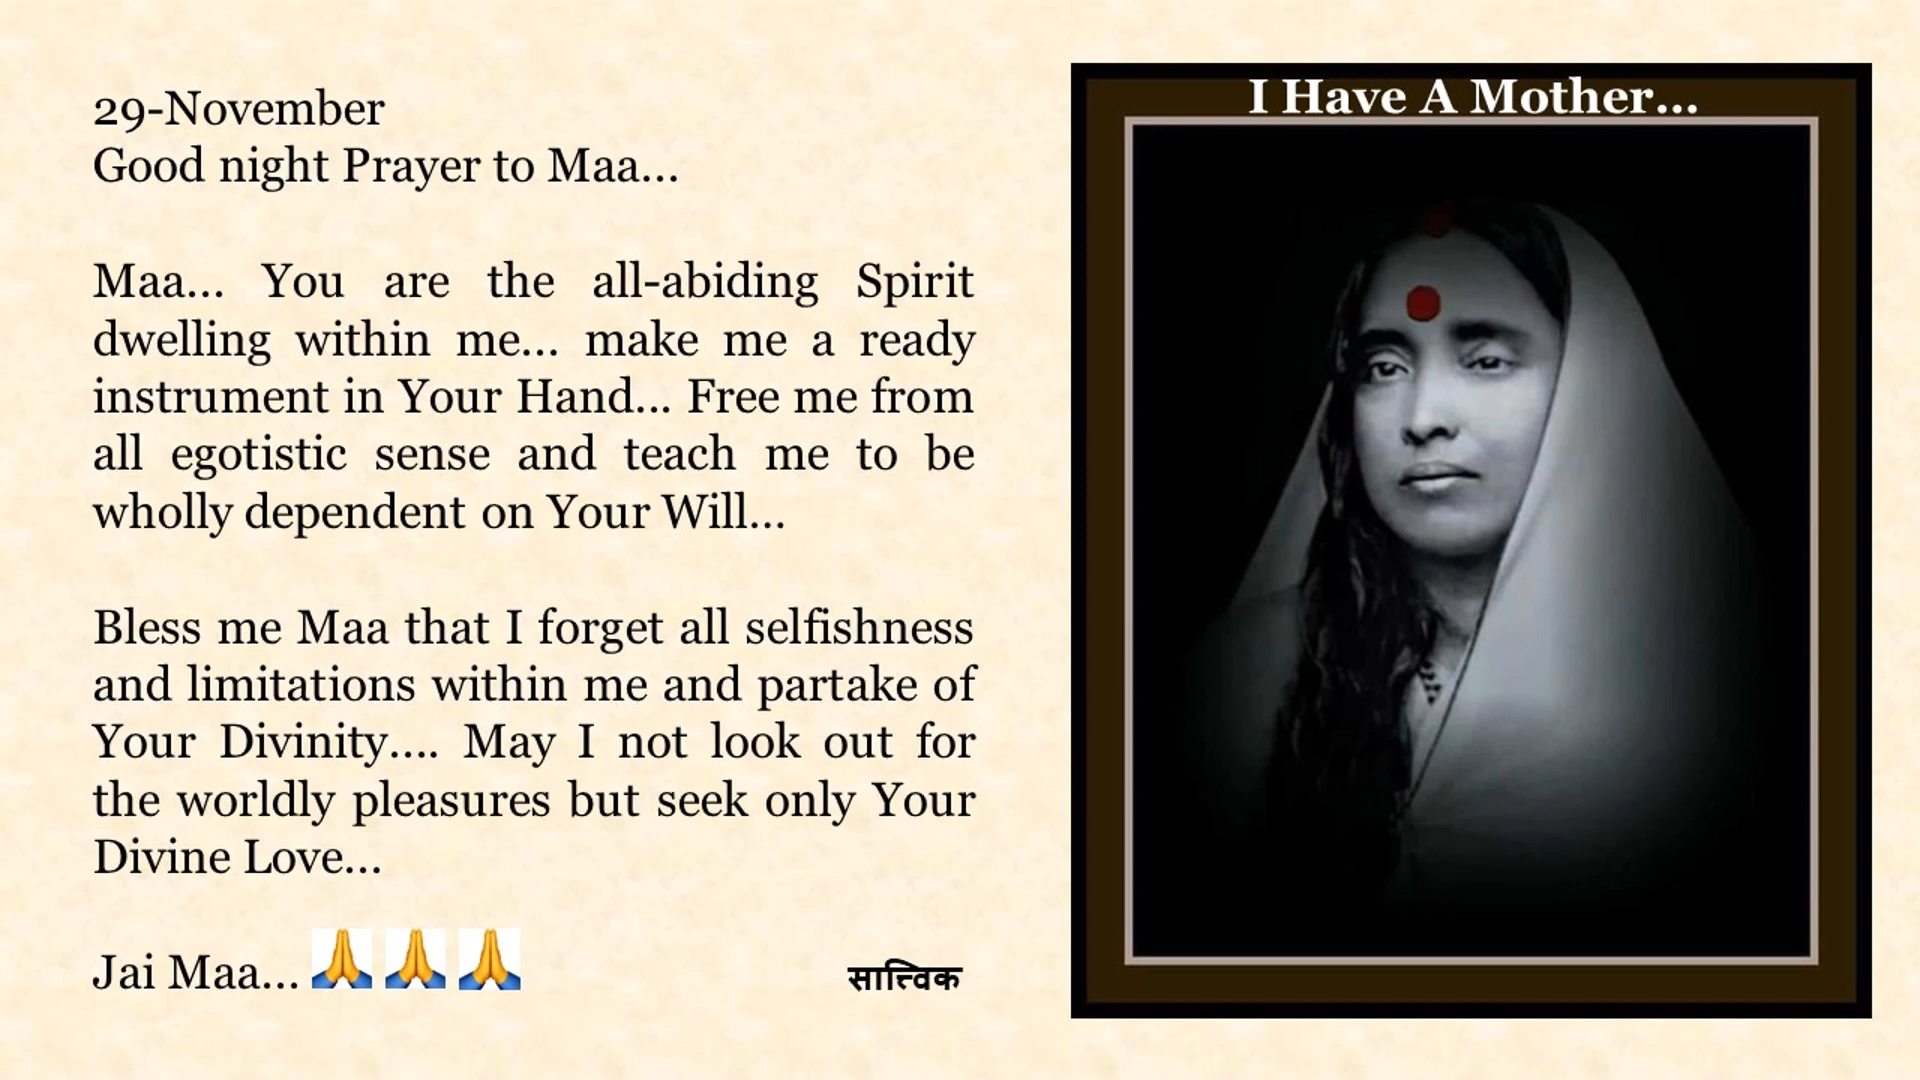 29-November
Good night Prayer to Maa...
Maa... You are the all-abiding Spirit
dwelling within me... make me a ready
instrument in Your Hand... Free me from
all egotistic sense and teach me to be
wholly dependent on Your Will...
Bless me Maa that I forget all selfishness
and limitations within me and partake of
Your Divinity.... May I not look out for
the worldly pleasures but seek only Your
Divine Love...
Jai Maa... 🙏 🙏 🙏
सात्त्विक
I Have A Mother...